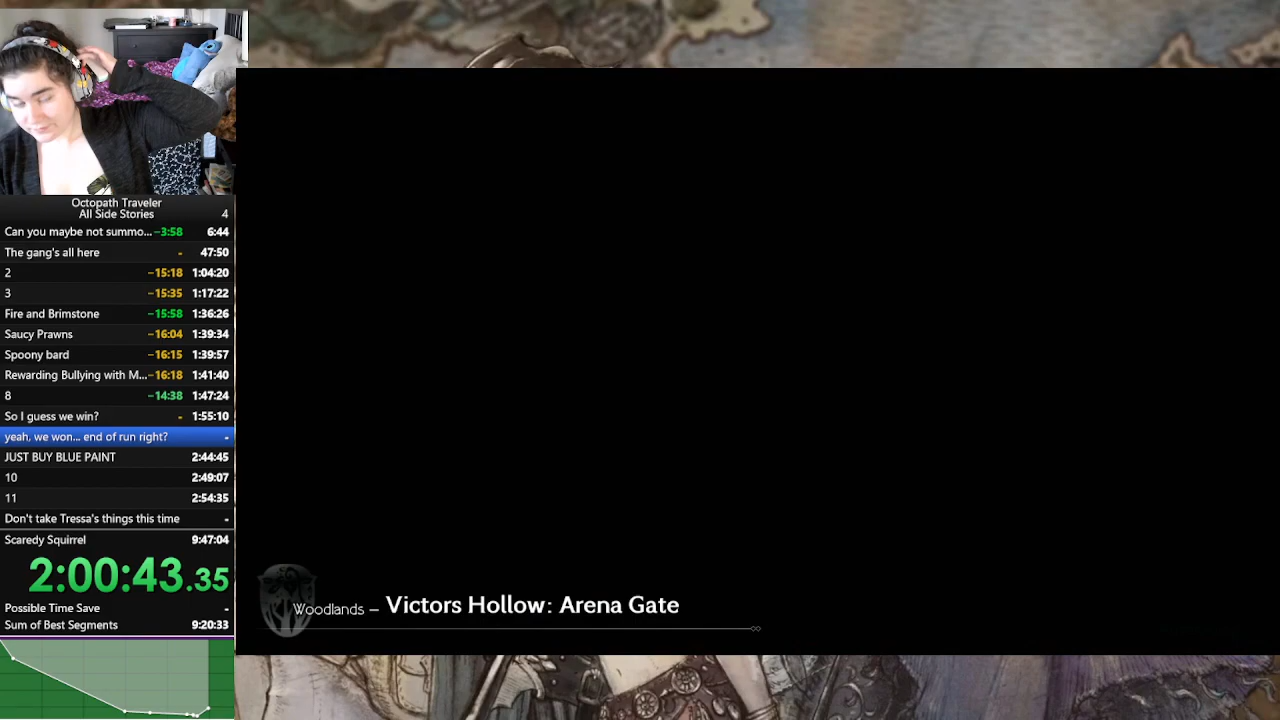 Octopath Traveler
All Side Stories 4
Can you maybe not summo... −3:58 6:44
The gang's all here - 47:50
2 −15:18 1:04:20
3 −15:35 1:17:22
Fire and Brimstone −15:58 1:36:26
Saucy Prawns −16:04 1:39:34
Spoony bard −16:15 1:39:57
Rewarding Bullying with M... −16:18 1:41:40
8 −14:38 1:47:24
So I guess we win? - 1:55:10
yeah, we won... end of run right? -
JUST BUY BLUE PAINT 2:44:45
10 2:49:07
11 2:54:35
Don't take Tressa's things this time -
Scaredy Squirrel 9:47:04
2:00:43.35
Possible Time Save -
Sum of Best Segments 9:20:33
Woodlands – Victors Hollow: Arena Gate